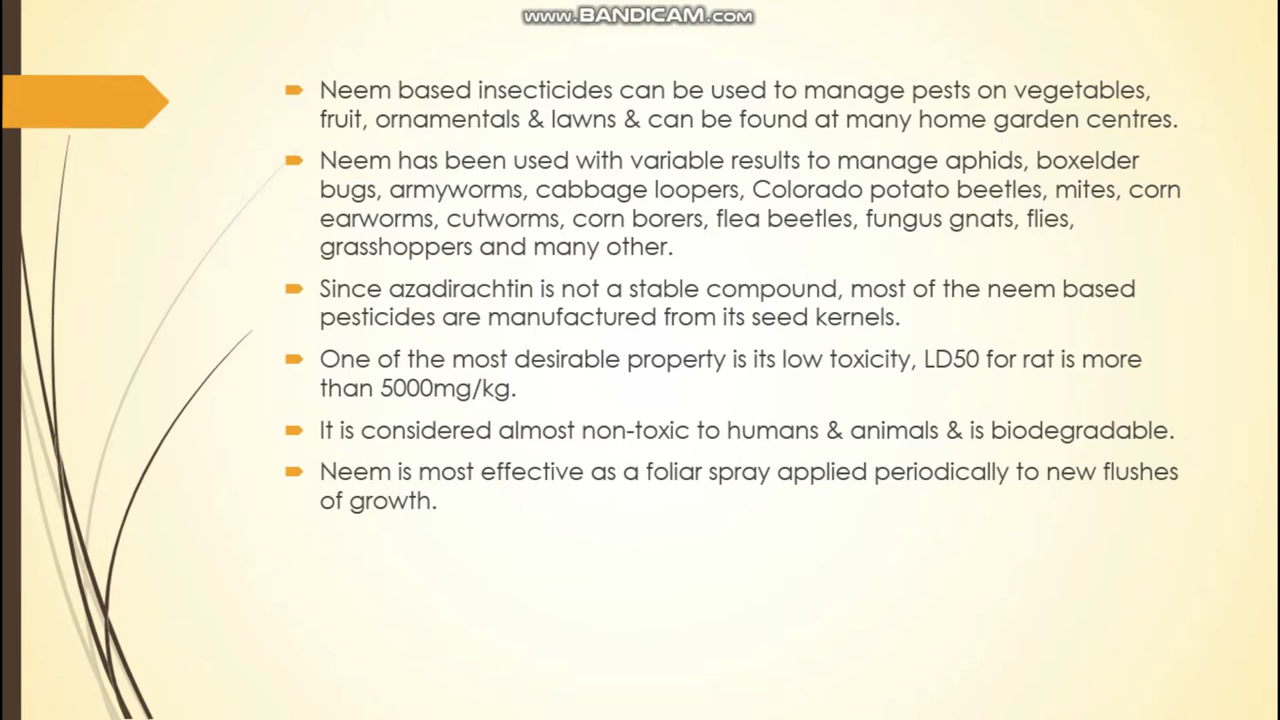 www.BANDICAM.com
Neem based insecticides can be used to manage pests on vegetables,
fruit, ornamentals & lawns & can be found at many home garden centres.
Neem has been used with variable results to manage aphids, boxelder
bugs, armyworms, cabbage loopers, Colorado potato beetles, mites, corn
earworms, cutworms, corn borers, flea beetles, fungus gnats, flies,
grasshoppers and many other.
Since azadirachtin is not a stable compound, most of the neem based
pesticides are manufactured from its seed kernels.
One of the most desirable property is its low toxicity, LD50 for rat is more
than 5000mg/kg.
It is considered almost non-toxic to humans & animals & is biodegradable.
Neem is most effective as a foliar spray applied periodically to new flushes
of growth.